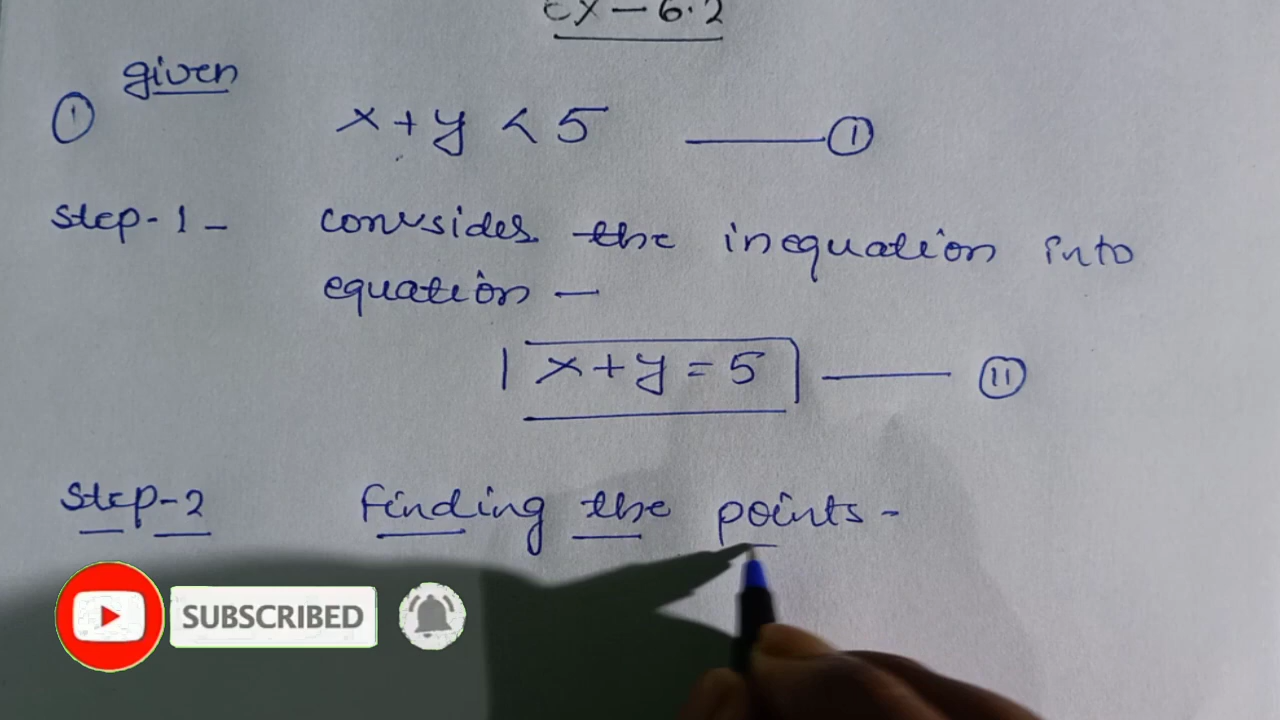 Ex - 6.2
given
① x + y < 5 —— ①
Step - 1 - consider the inequation into
equation —
x + y = 5 —— ⑪
Step - 2 finding the points -
SUBSCRIBED